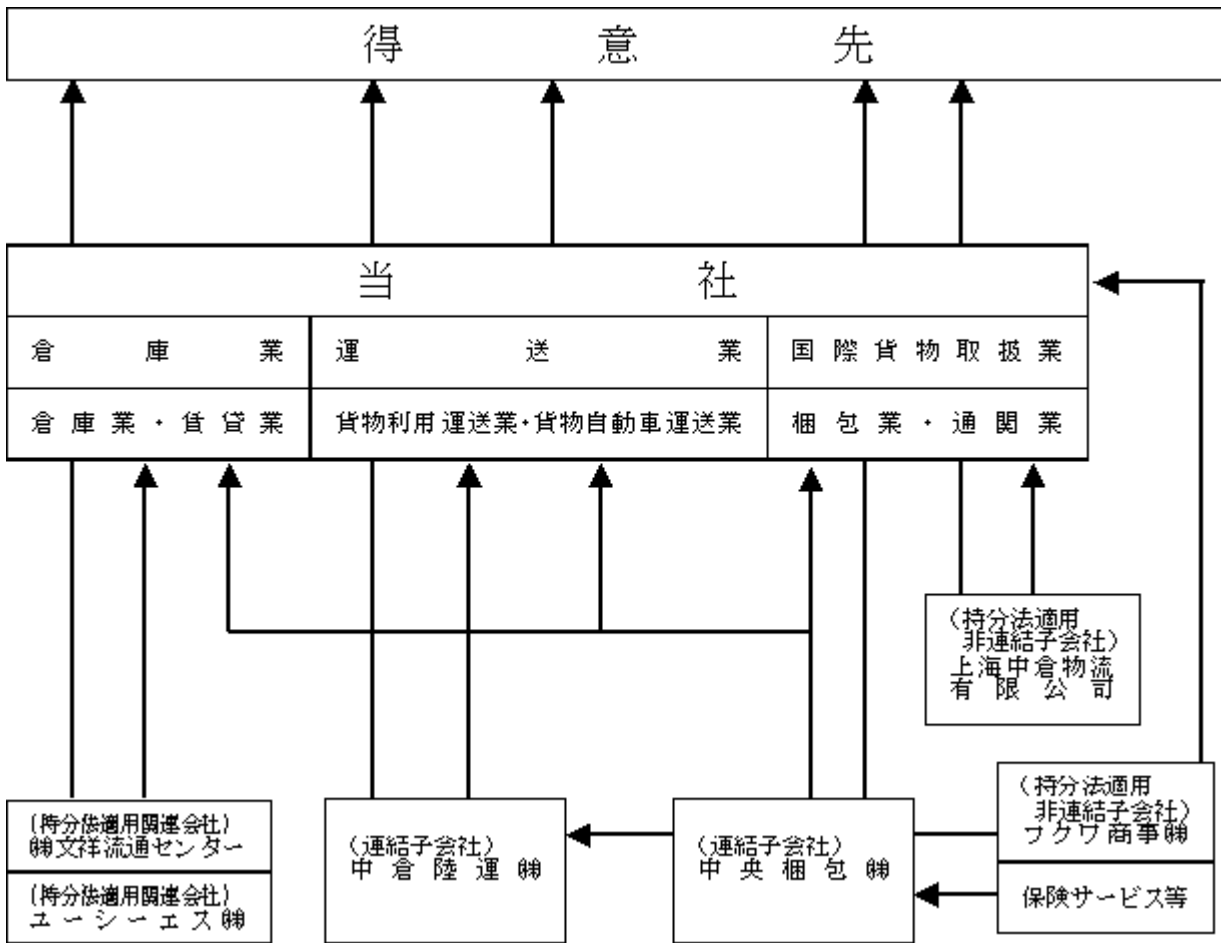 得意先
当社
倉庫業
運送業
国際貨物取扱業
倉庫業・賃貸業
貨物利用運送業・貨物自動車運送業
梱包業・通関業
(持分法適用
非連結子会社)
上海中倉物流
有限公司
(持分法適用関連会社)
㈱文祥流通センター
(持分法適用関連会社)
ユーシーエス㈱
(連結子会社)
中倉陸運㈱
(連結子会社)
中央梱包㈱
(持分法適用
非連結子会社)
フクワ商事㈱
保険サービス等